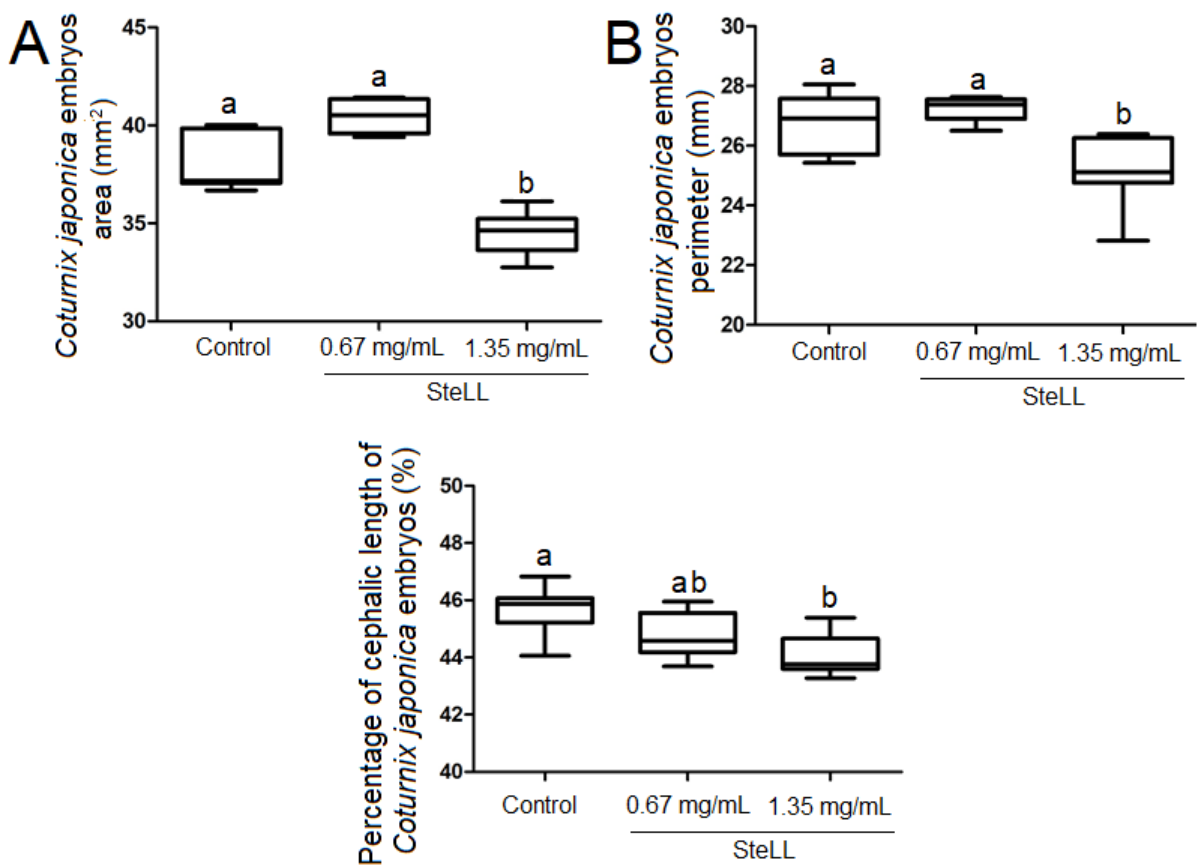 A
Coturnix japonica embryos
area (mm²)
45
40
35
30
a
a
b
Control
0.67 mg/mL
1.35 mg/mL
SteLL
B
Coturnix japonica embryos
perimeter (mm)
30
28
26
24
22
20
a
a
b
Control
0.67 mg/mL
1.35 mg/mL
SteLL
Percentage of cephalic length of
Coturnix japonica embryos (%)
50
48
46
44
42
40
a
ab
b
Control
0.67 mg/mL
1.35 mg/mL
SteLL